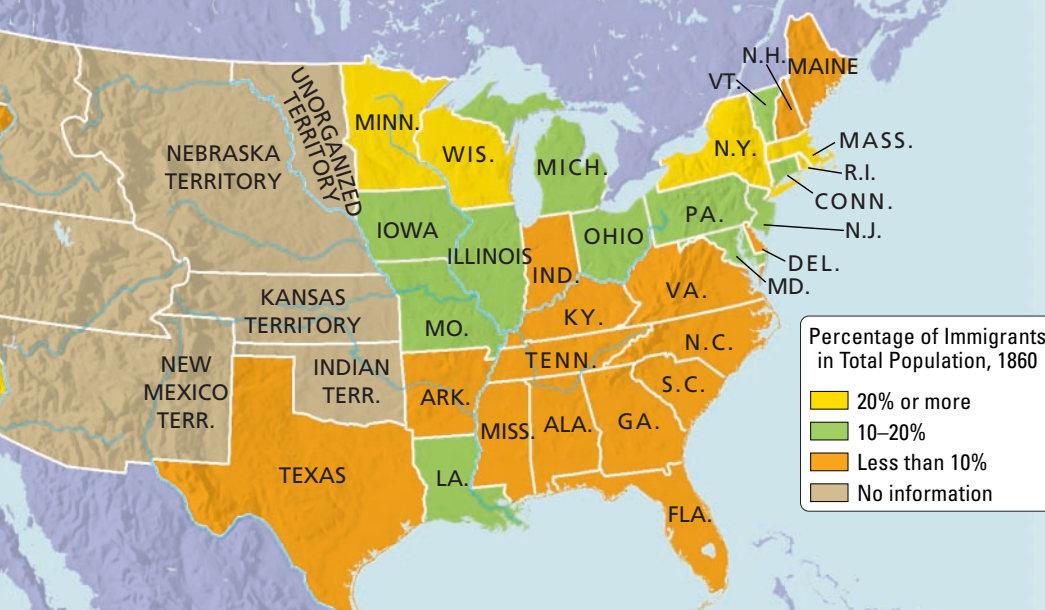 N.H.
MAINE
VT.
UNORGANIZED
TERRITORY
MINN.
WIS.
MICH.
N.Y.
MASS.
R.I.
CONN.
NEBRASKA
TERRITORY
IOWA
ILLINOIS
IND.
OHIO
PA.
N.J.
DEL.
MD.
KANSAS
TERRITORY
MO.
KY.
VA.
NEW
MEXICO
TERR.
INDIAN
TERR.
ARK.
TENN.
N.C.
S.C.
MISS.
ALA.
GA.
TEXAS
LA.
FLA.
Percentage of Immigrants
in Total Population, 1860
20% or more
10–20%
Less than 10%
No information